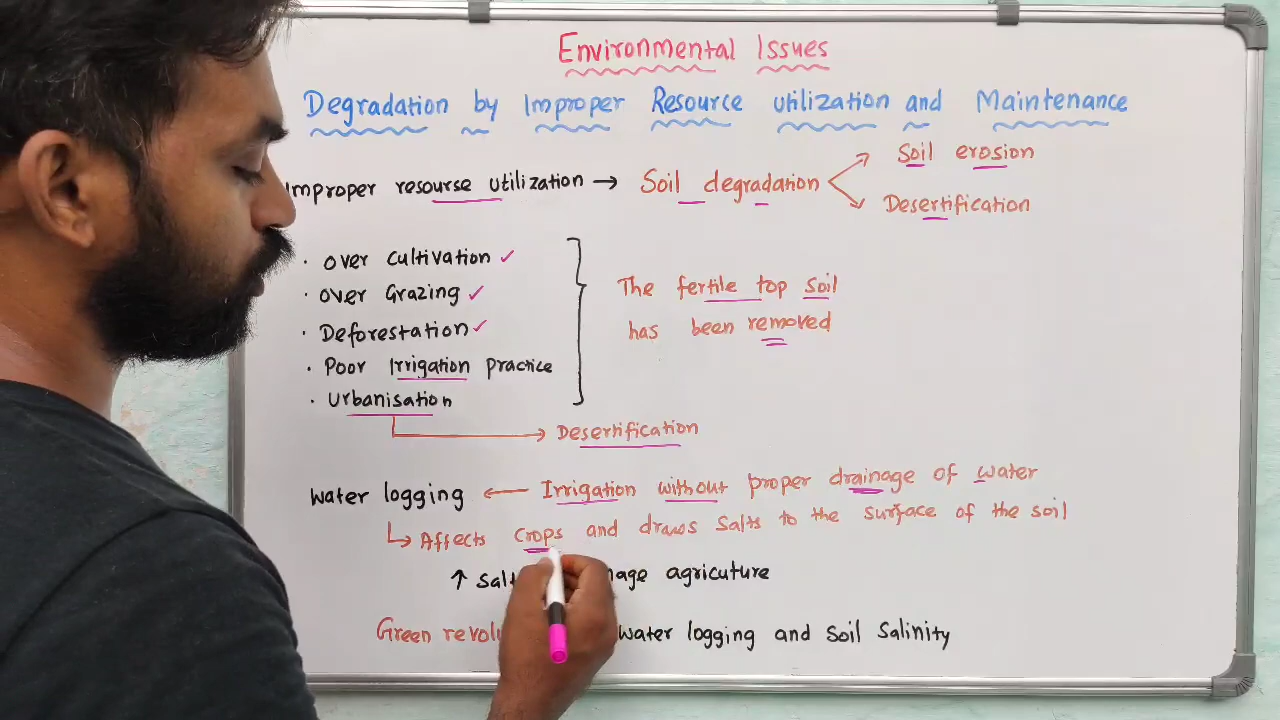 Environmental Issues
Degradation by Improper Resource utilization and Maintenance
Improper resourse utilization → Soil degradation
Soil erosion
Desertification
· over cultivation ✓
· over Grazing ✓
· Deforestation ✓
· Poor Irrigation practice
· Urbanisation
The fertile top soil
has been removed
Desertification
Water logging ← Irrigation without proper drainage of water
↳ Affects crops and draws salts to the surface of the soil
↑ agricuture
Green water logging and Soil Salinity